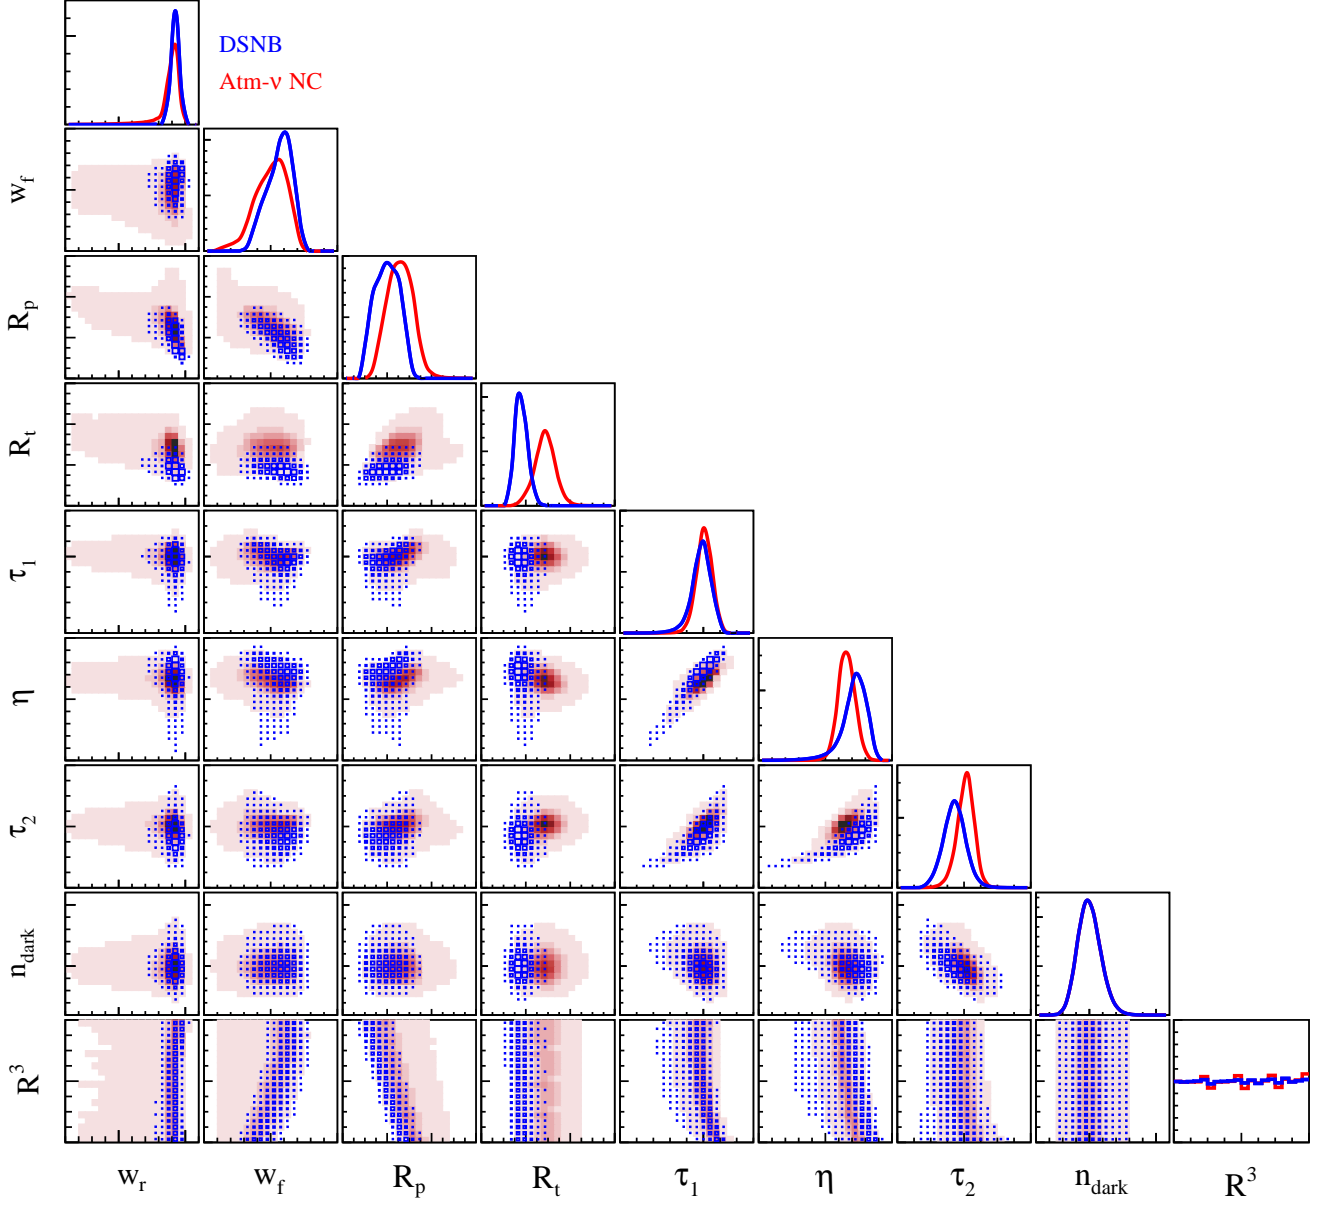 DSNB
Atm-ν NC
w_f
R_p
R_t
τ_1
η
τ_2
n_dark
R^3
w_r w_f R_p R_t τ_1 η τ_2 n_dark R^3